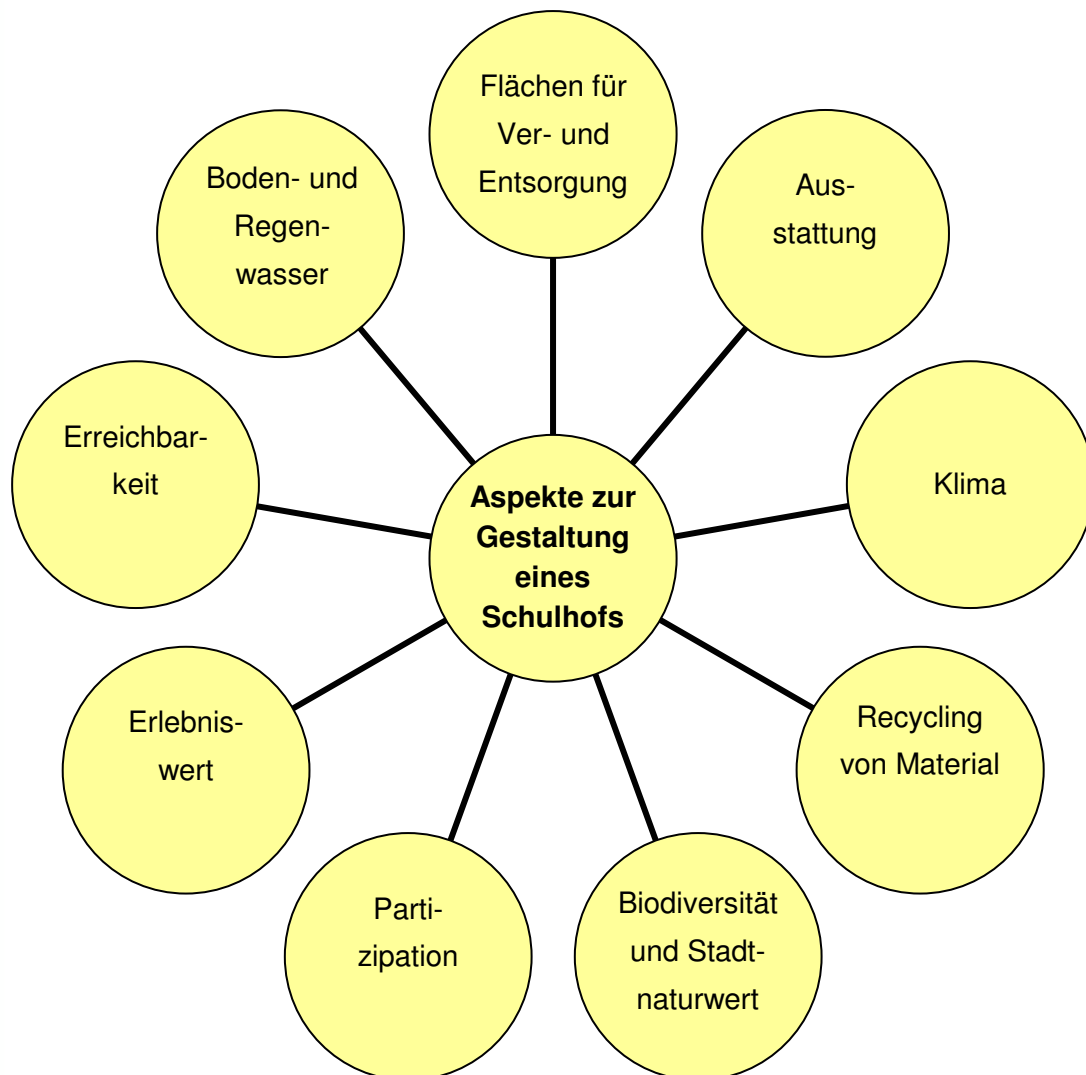 Flächen für
Ver- und
Entsorgung
Aus-
stattung
Klima
Recycling
von Material
Biodiversität
und Stadt-
naturwert
Parti-
zipation
Erlebnis-
wert
Erreichbar-
keit
Boden- und
Regen-
wasser
Aspekte zur
Gestaltung
eines
Schulhofs